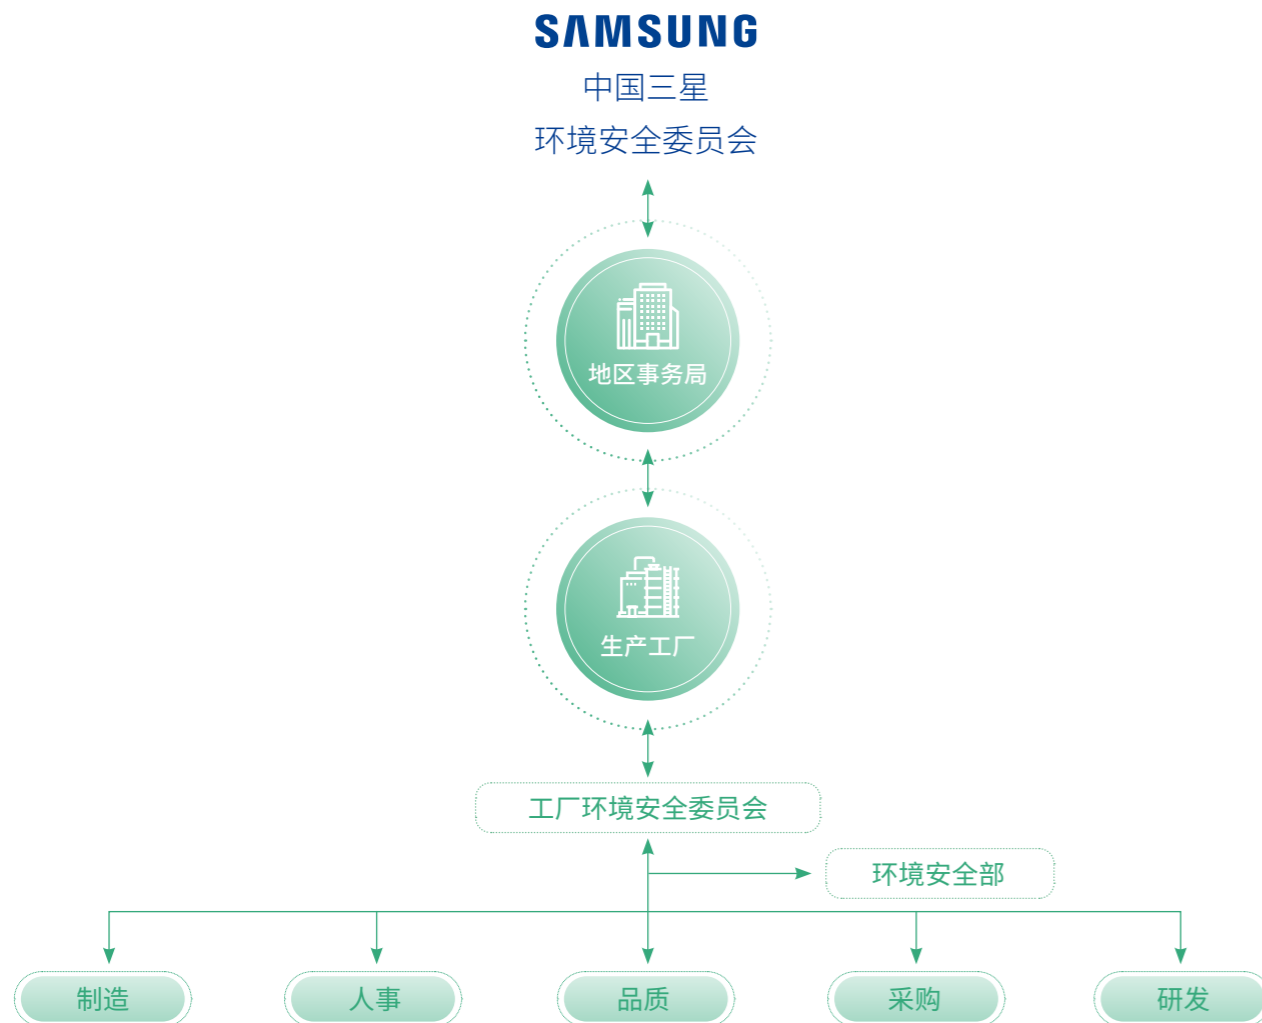 SAMSUNG
中国三星
环境安全委员会
地区事务局
生产工厂
工厂环境安全委员会
环境安全部
制造
人事
品质
采购
研发